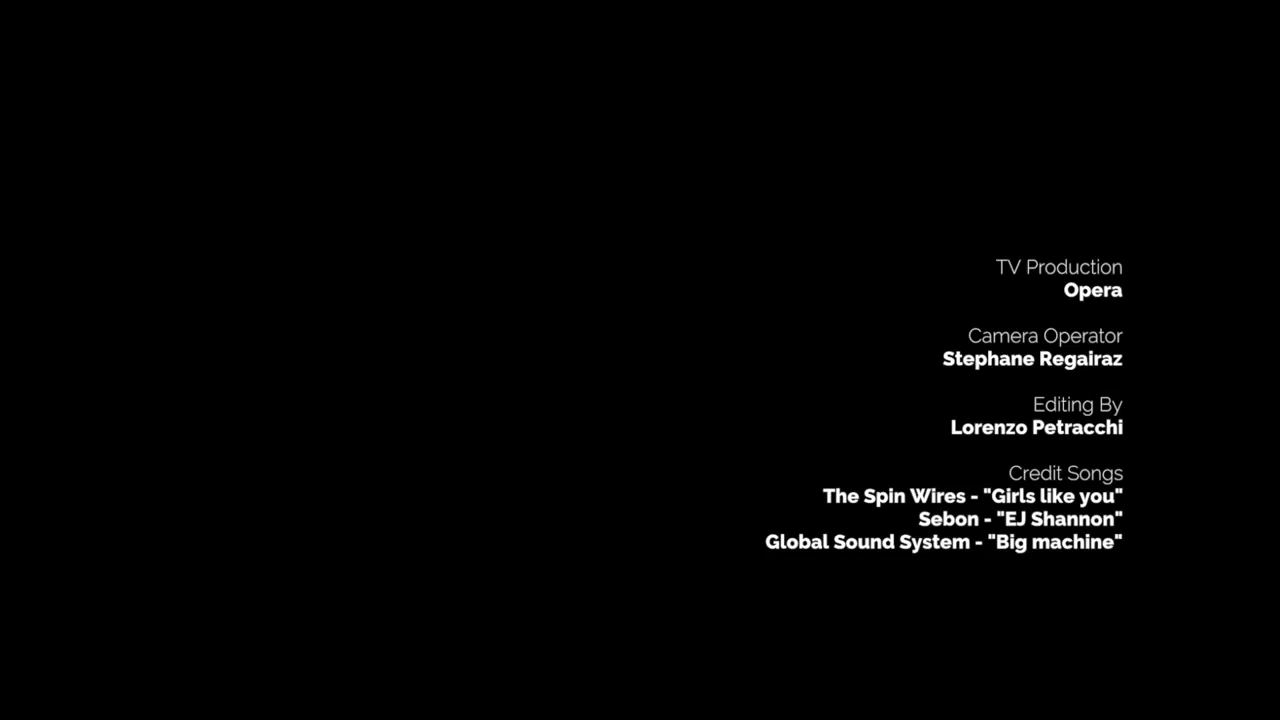 TV Production
Opera
Camera Operator
Stephane Regairaz
Editing By
Lorenzo Petracchi
Credit Songs
The Spin Wires - "Girls like you"
Sebon - "EJ Shannon"
Global Sound System - "Big machine"